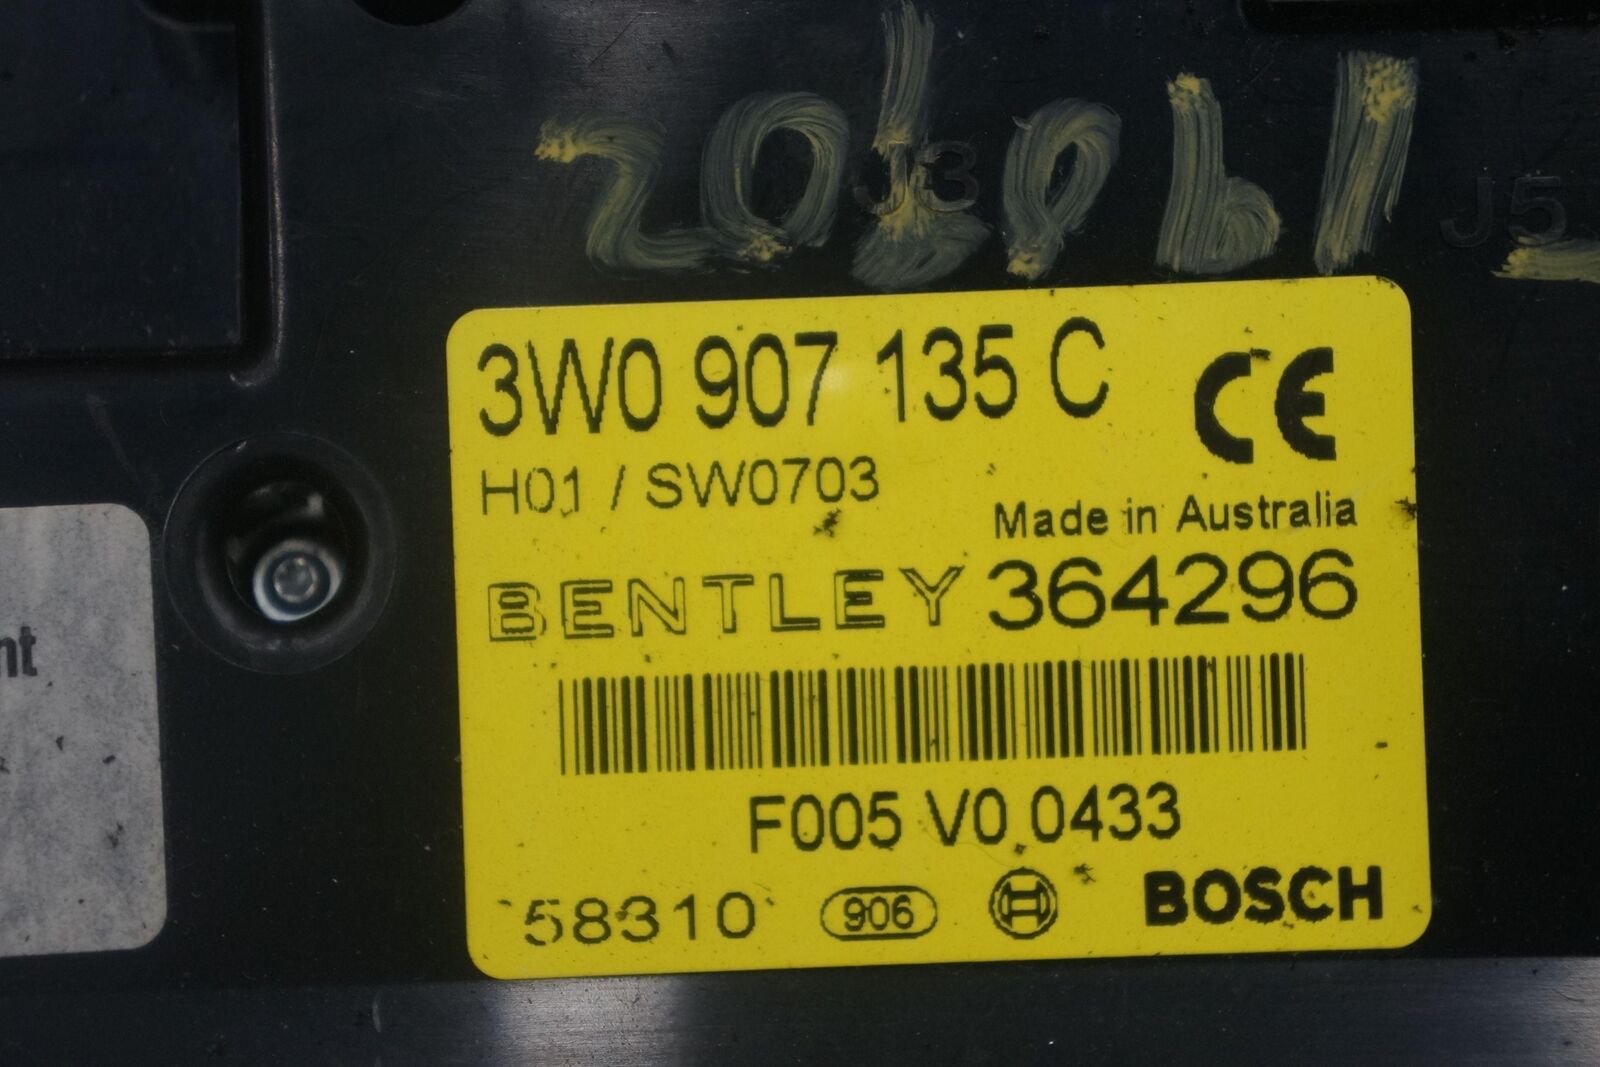 J3
J5
3W0 907 135 C
CE
H01 / SW0703
Made in Australia
BENTLEY 364296
nt
F005 V0 0433
58310 906 BOSCH